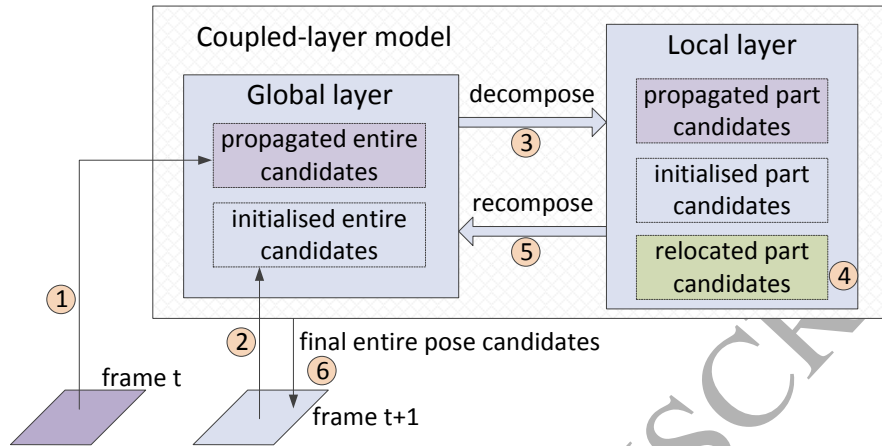 Coupled-layer model
Global layer
propagated entire
candidates
initialised entire
candidates
decompose
3
recompose
5
Local layer
propagated part
candidates
initialised part
candidates
relocated part
candidates
4
1
2
final entire pose candidates
6
frame t
frame t+1